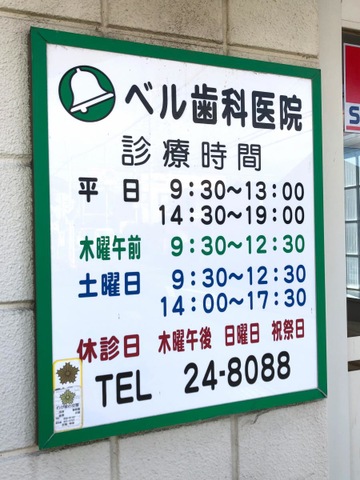 ベル歯科医院
診療時間
平日 9:30~13:00
14:30~19:00
木曜午前 9:30~12:30
土曜日 9:30~12:30
14:00~17:30
休診日 木曜午後 日曜日 祝祭日
TEL 24-8088